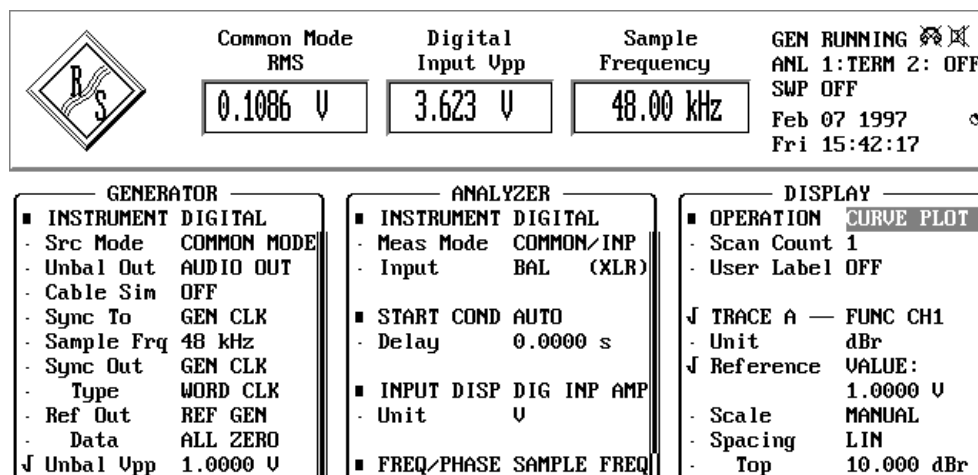 R
S
Common Mode RMS
0.1086 V
Digital Input Vpp
3.623 V
Sample Frequency
48.00 kHz
GEN RUNNING
ANL 1:TERM 2: OFF
SWP OFF
Feb 07 1997
Fri 15:42:17
GENERATOR
INSTRUMENT DIGITAL
Src Mode COMMON MODE
Unbal Out AUDIO OUT
Cable Sim OFF
Sync To GEN CLK
Sample Frq 48 kHz
Sync Out GEN CLK
Type WORD CLK
Ref Out REF GEN
Data ALL ZERO
Unbal Vpp 1.0000 V
ANALYZER
INSTRUMENT DIGITAL
Meas Mode COMMON/INP
Input BAL (XLR)
START COND AUTO
Delay 0.0000 s
INPUT DISP DIG INP AMP
Unit V
FREQ/PHASE SAMPLE FREQ
DISPLAY
OPERATION CURVE PLOT
Scan Count 1
User Label OFF
TRACE A — FUNC CH1
Unit dBr
Reference VALUE:
1.0000 V
Scale MANUAL
Spacing LIN
Top 10.000 dBr